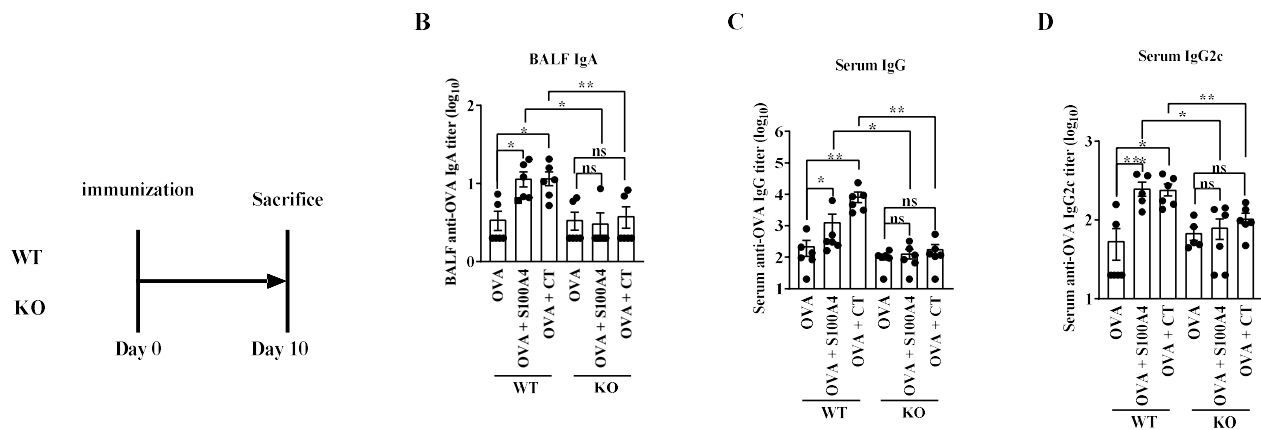 immunization
Sacrifice
WT
KO
Day 0
Day 10
B
BALF IgA
BALF anti-OVA IgA titer (log10)
2
1
0
*
*
*
**
ns
ns
OVA
OVA + S100A4
OVA + CT
OVA
OVA + S100A4
OVA + CT
WT
KO
C
Serum IgG
Serum anti-OVA IgG titer (log10)
6
5
4
3
2
1
*
**
*
**
ns
ns
OVA
OVA + S100A4
OVA + CT
OVA
OVA + S100A4
OVA + CT
WT
KO
D
Serum IgG2c
Serum anti-OVA IgG2c titer (log10)
3
2
1
*
*
**
ns
ns
OVA
OVA + S100A4
OVA + CT
OVA
OVA + S100A4
OVA + CT
WT
KO